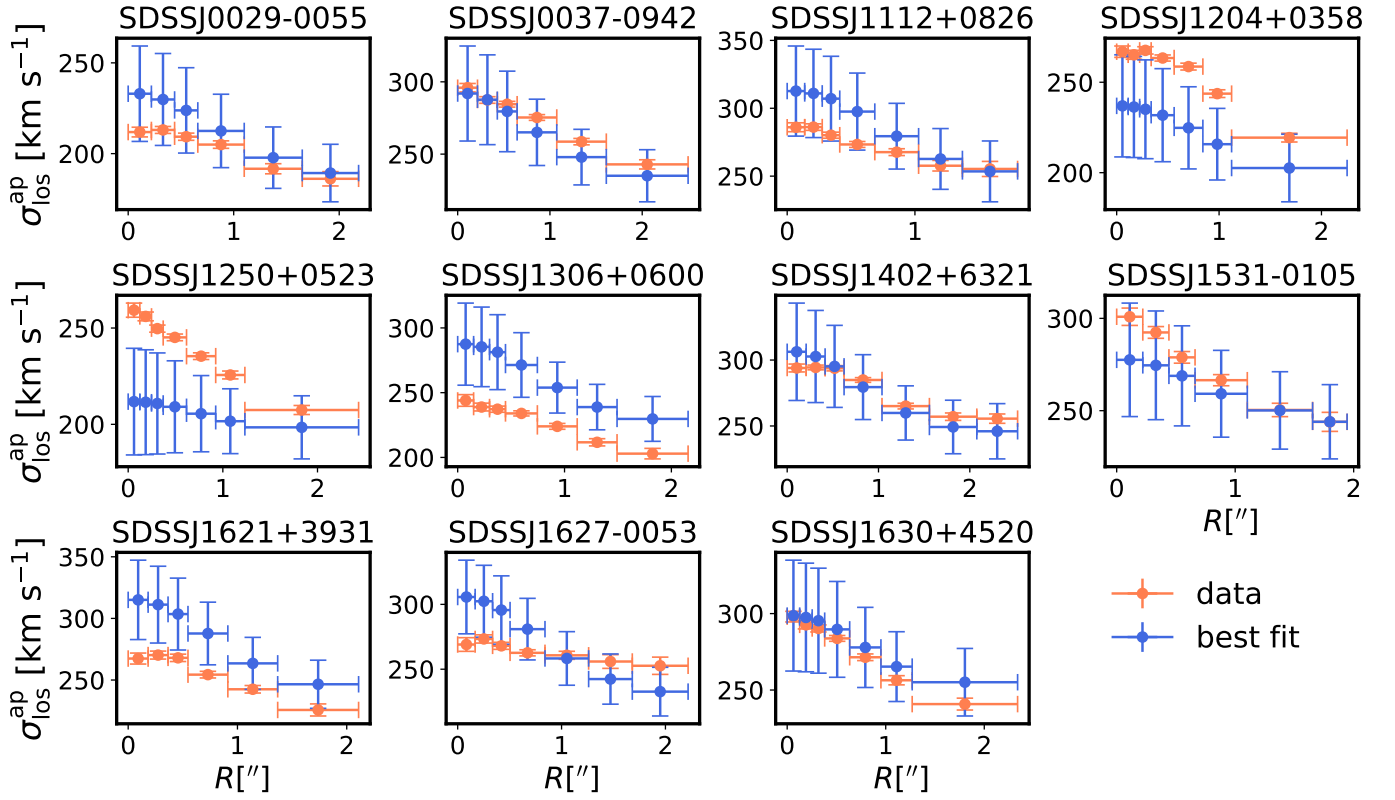 SDSSJ0029-0055 SDSSJ0037-0942 SDSSJ1112+0826 SDSSJ1204+0358
σ^ap_los [km s⁻¹]
250
200
0 1 2
300
250
0 1 2
350
300
250
0 1
250
200
0 1 2
SDSSJ1250+0523 SDSSJ1306+0600 SDSSJ1402+6321 SDSSJ1531-0105
σ^ap_los [km s⁻¹]
250
200
0 1 2
300
250
200
0 1 2
300
250
0 1 2
300
250
0 1 2
R[″]
SDSSJ1621+3931 SDSSJ1627-0053 SDSSJ1630+4520
σ^ap_los [km s⁻¹]
350
300
250
0 1 2
R[″]
300
250
0 1 2
R[″]
300
250
0 1 2
R[″]
data
best fit